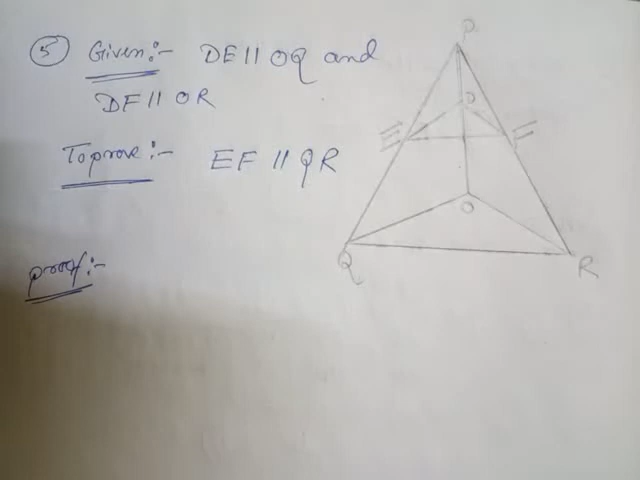 5 Given:- DE || OQ and
DF || OR
To prove:- EF || QR
proof:-
P
D
E
F
O
Q
R